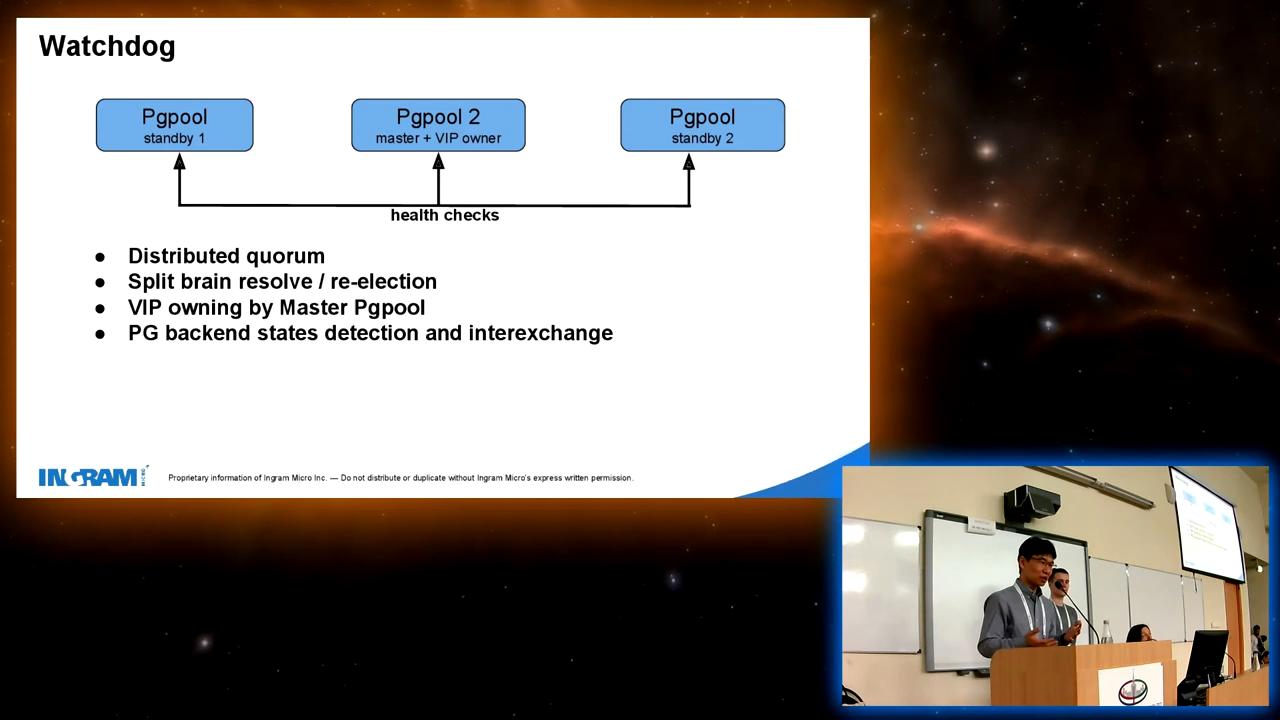 Watchdog
Pgpool
standby 1
Pgpool 2
master + VIP owner
Pgpool
standby 2
health checks
● Distributed quorum
● Split brain resolve / re-election
● VIP owning by Master Pgpool
● PG backend states detection and interexchange
INGRAM
MICRO
Proprietary information of Ingram Micro Inc. — Do not distribute or duplicate without Ingram Micro's express written permission.